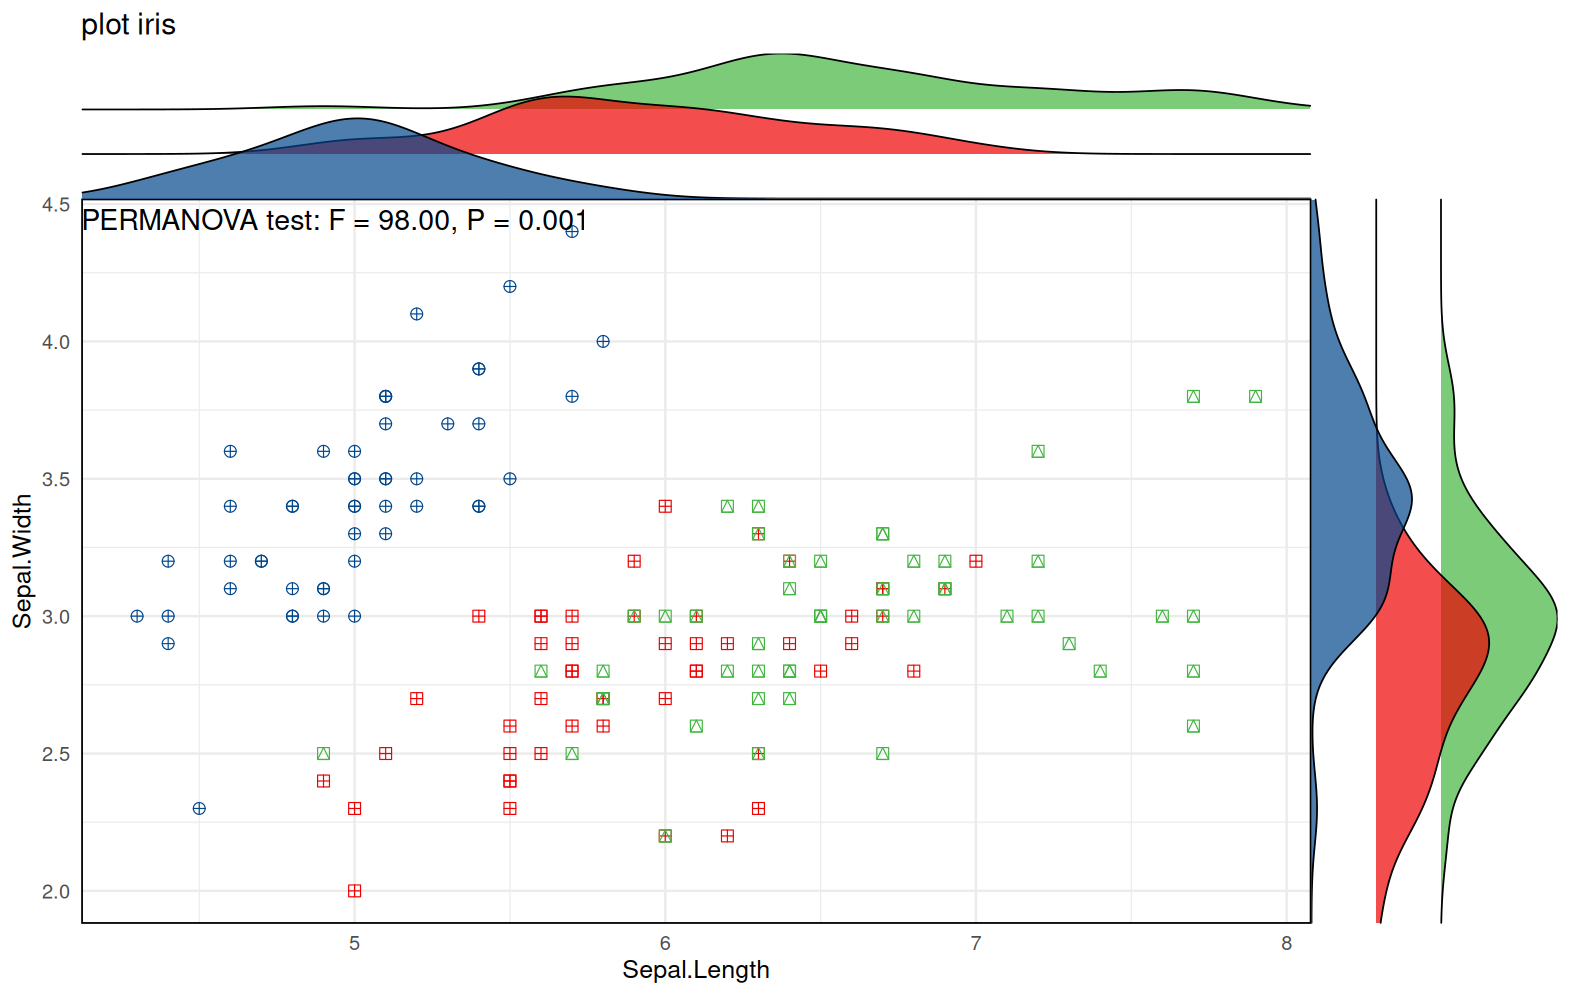 plot iris
PERMANOVA test: F = 98.00, P = 0.001
4.5
4.0
3.5
3.0
2.5
2.0
Sepal.Width
5 6 7 8
Sepal.Length